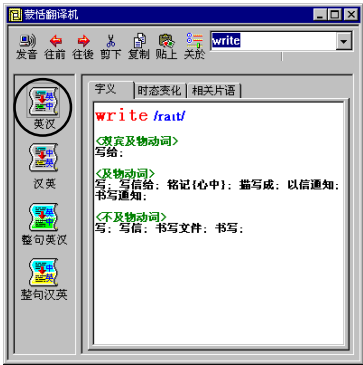 蒙恬翻译机
write
发音 往前 往後 剪下 复制 贴上 关於
字义 时态变化 相关片语
英汉
汉英
整句英汉
整句汉英
write /raɪt/
<双宾及物动词>
写给;
<及物动词>
写; 写信给; 铭记{心中}; 描写成; 以信通知;
书写通知;
<不及物动词>
写; 写信; 书写文件; 书写;